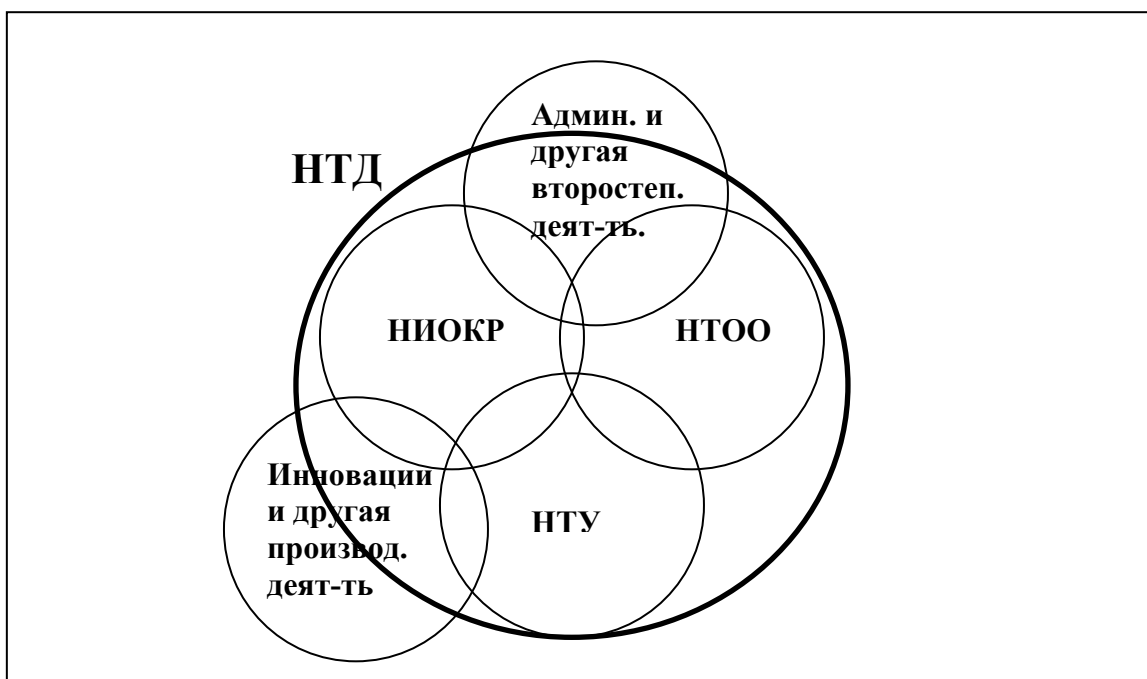 Админ. и
другая
второстеп.
деят-ть.
НТД
НИОКР
НТОО
Инновации
и другая
производ.
деят-ть
НТУ